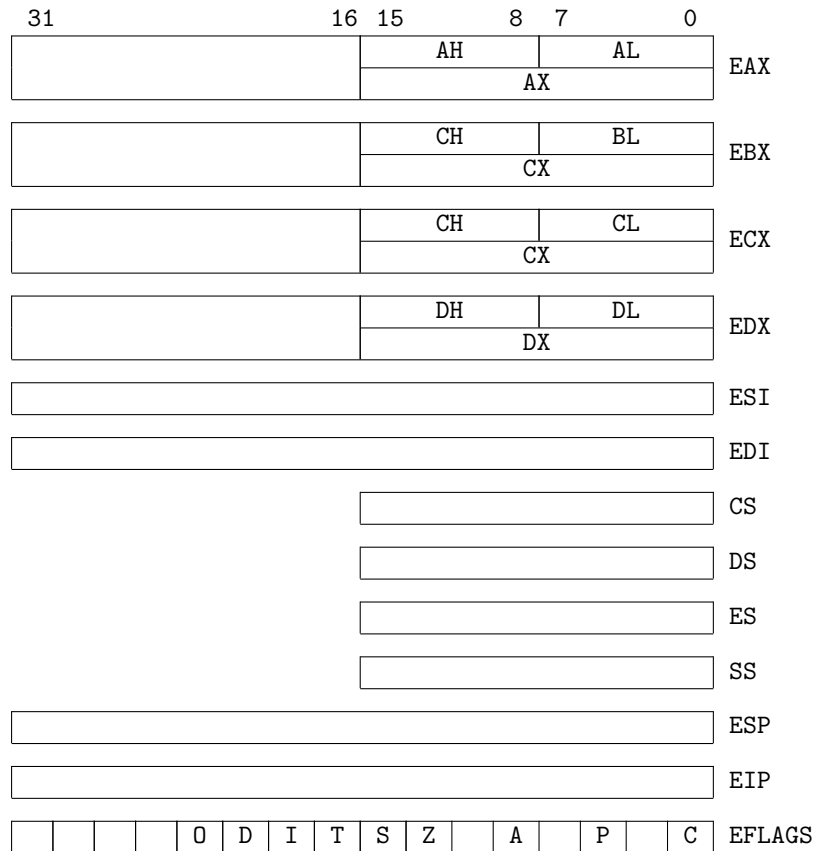 31 16 15 8 7 0
AH AL
EAX
AX
CH BL
EBX
CX
CH CL
ECX
CX
DH DL
EDX
DX
ESI
EDI
CS
DS
ES
SS
ESP
EIP
O D I T S Z A P C EFLAGS